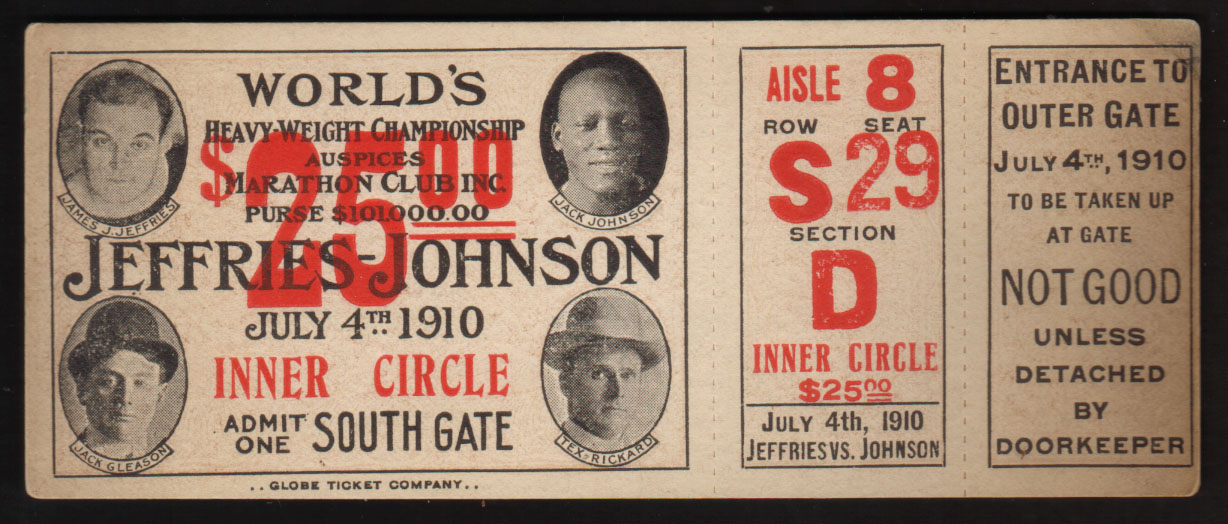 WORLD'S
HEAVY-WEIGHT CHAMPIONSHIP
AUSPICES
MARATHON CLUB INC.
PURSE $101.000.00
$25.00
JAMES J. JEFFRIES
JACK JOHNSON
JEFFRIES-JOHNSON
JULY 4TH 1910
INNER CIRCLE
ADMIT ONE SOUTH GATE
JACK GLEASON
TEX-RICKARD
..GLOBE TICKET COMPANY..
AISLE 8
ROW SEAT
S 29
SECTION
D
INNER CIRCLE
$25.00
JULY 4th, 1910
JEFFRIES VS. JOHNSON
ENTRANCE TO
OUTER GATE
JULY 4TH, 1910
TO BE TAKEN UP
AT GATE
NOT GOOD
UNLESS
DETACHED
BY
DOORKEEPER